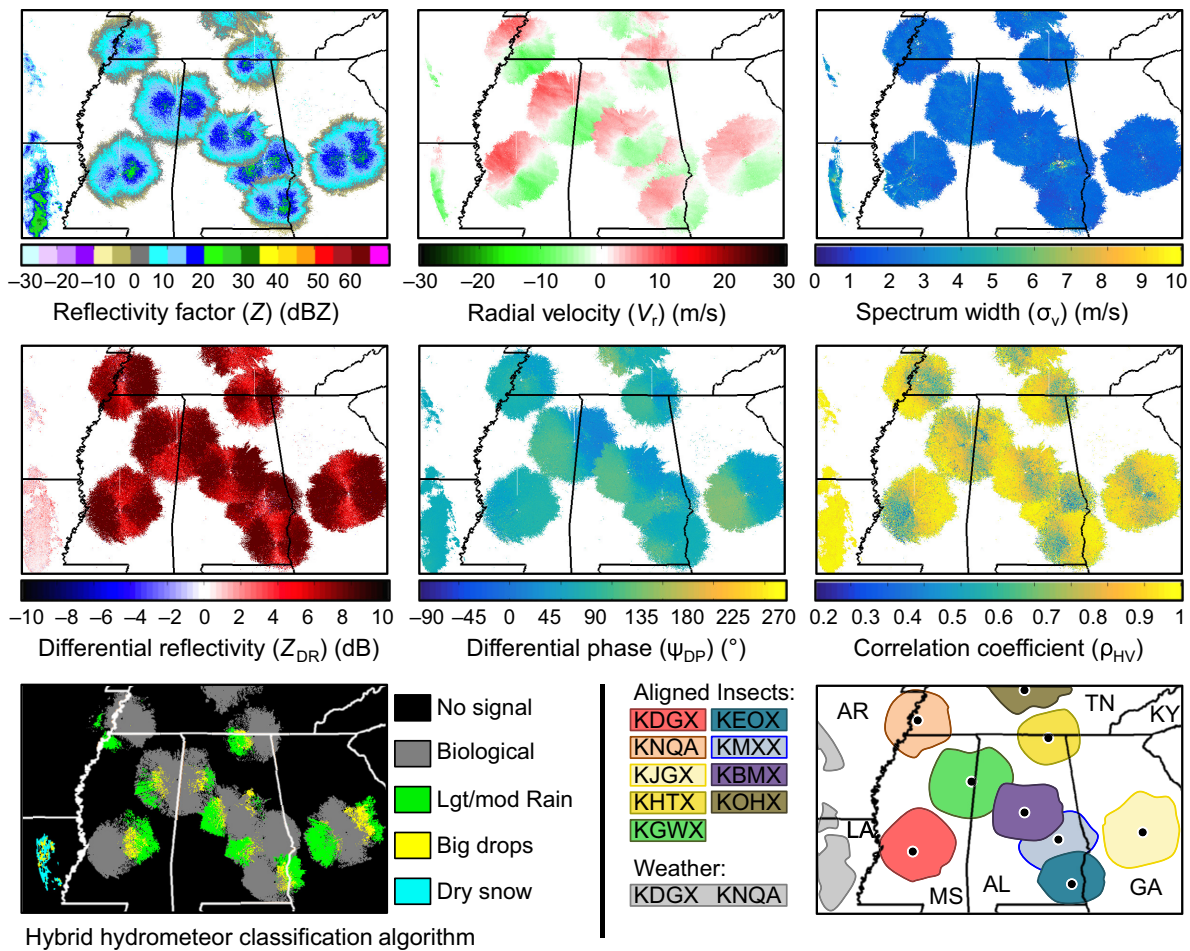 –30 –20 –10 0 10 20 30 40 50 60
Reflectivity factor (Z) (dBZ)
–30 –20 –10 0 10 20 30
Radial velocity (Vr) (m/s)
0 1 2 3 4 5 6 7 8 9 10
Spectrum width (σv) (m/s)
–10 –8 –6 –4 –2 0 2 4 6 8 10
Differential reflectivity (ZDR) (dB)
–90 –45 0 45 90 135 180 225 270
Differential phase (ψDP) (°)
0.2 0.3 0.4 0.5 0.6 0.7 0.8 0.9 1
Correlation coefficient (ρHV)
No signal
Biological
Lgt/mod Rain
Big drops
Dry snow
Hybrid hydrometeor classification algorithm
Aligned Insects:
KDGX KEOX
KNQA KMXX
KJGX KBMX
KHTX KOHX
KGWX
Weather:
KDGX KNQA
AR TN KY
LA
MS AL GA